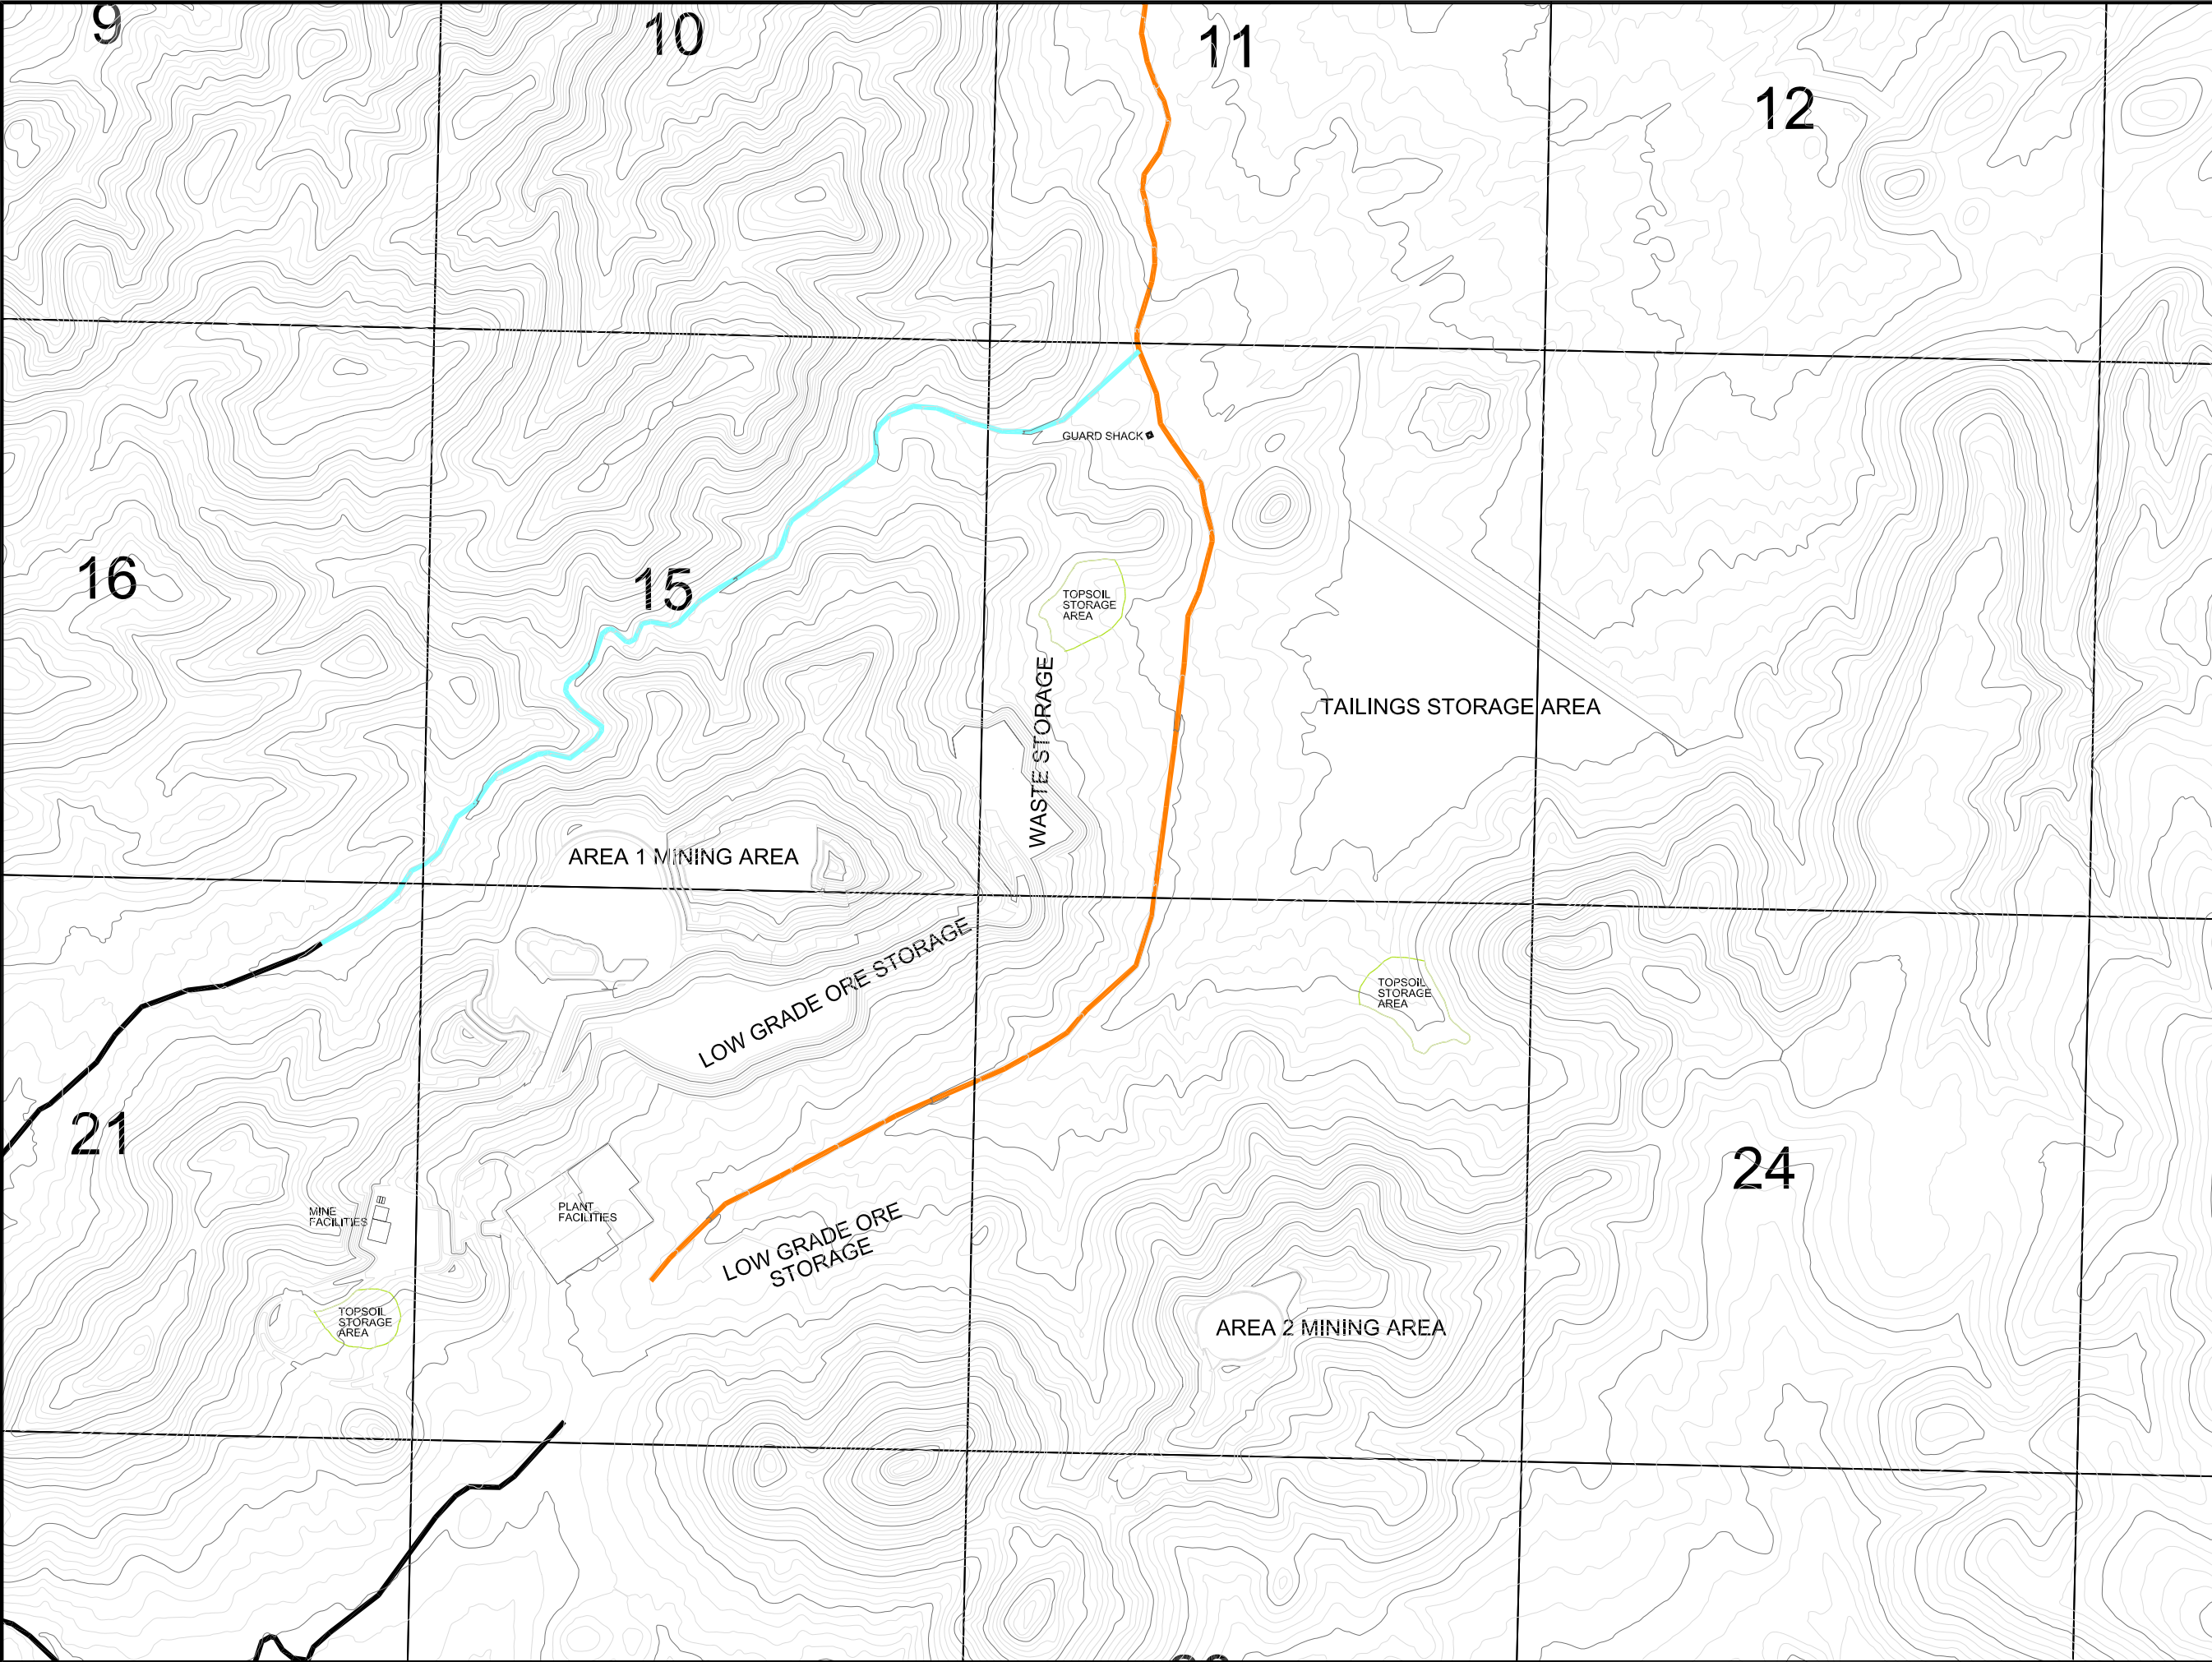 9
10
11
12
GUARD SHACK
16
15
TOPSOIL
STORAGE
AREA
WASTE STORAGE
TAILINGS STORAGE AREA
AREA 1 MINING AREA
LOW GRADE ORE STORAGE
TOPSOIL
STORAGE
AREA
21
24
MINE
FACILITIES
PLANT
FACILITIES
LOW GRADE ORE
STORAGE
TOPSOIL
STORAGE
AREA
AREA 2 MINING AREA